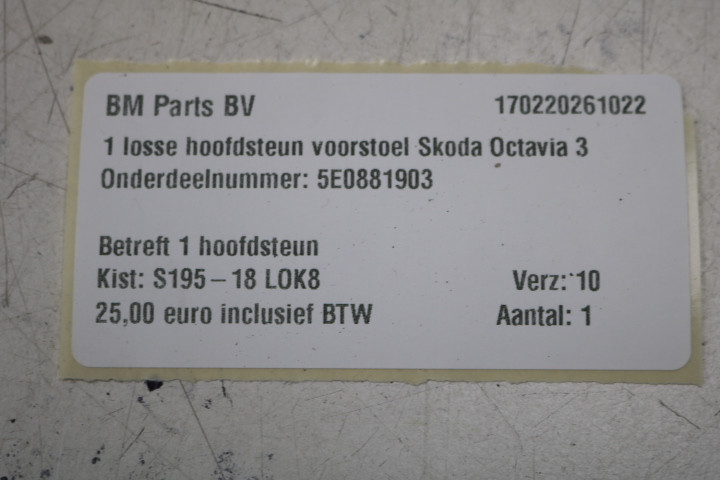 BM Parts BV 170220261022
1 losse hoofdsteun voorstoel Skoda Octavia 3
Onderdeelnummer: 5E0881903
Betreft 1 hoofdsteun
Kist: S195 – 18 LOK8 Verz: 10
25,00 euro inclusief BTW Aantal: 1